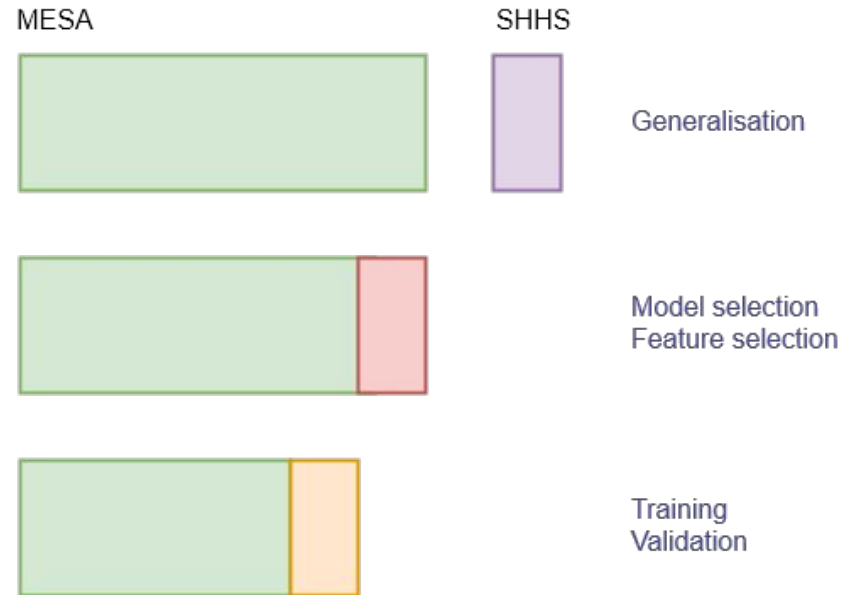 MESA
SHHS
Generalisation
Model selection
Feature selection
Training
Validation